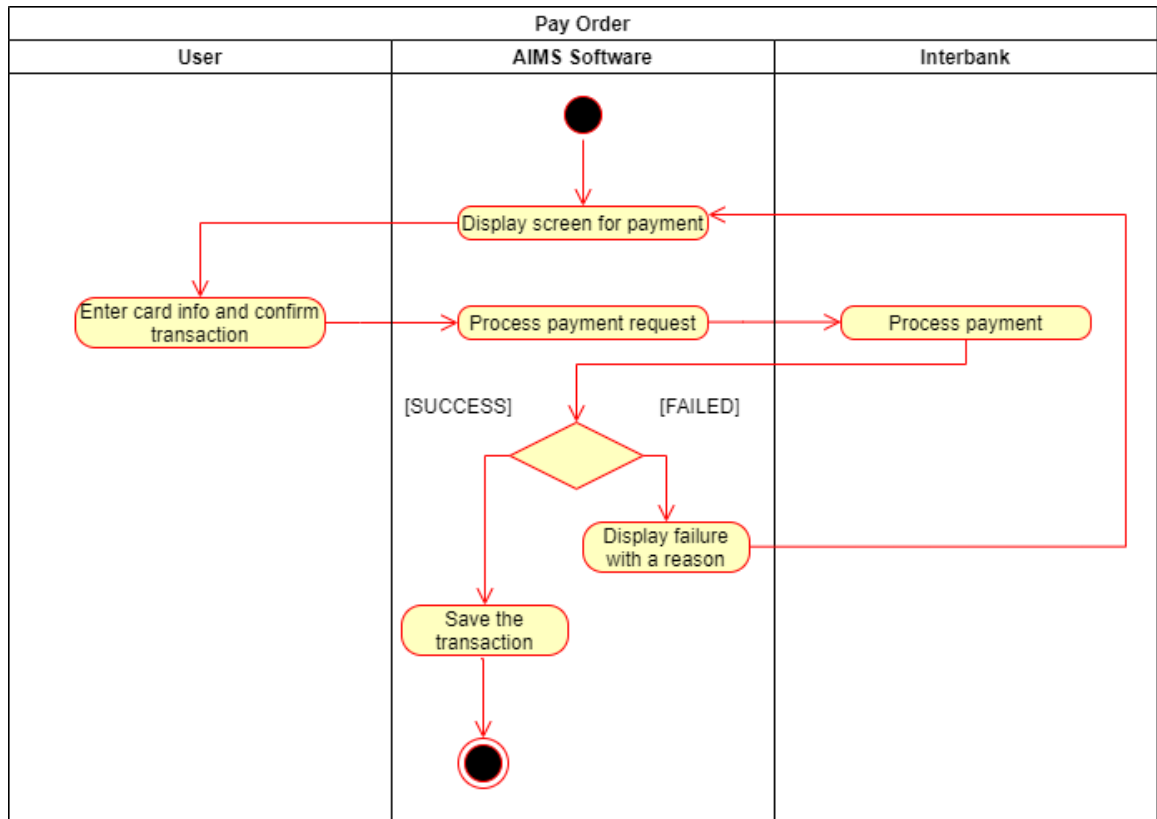 Pay Order
User
AIMS Software
Interbank
Display screen for payment
Enter card info and confirm
transaction
Process payment request
Process payment
[SUCCESS]
[FAILED]
Display failure
with a reason
Save the
transaction